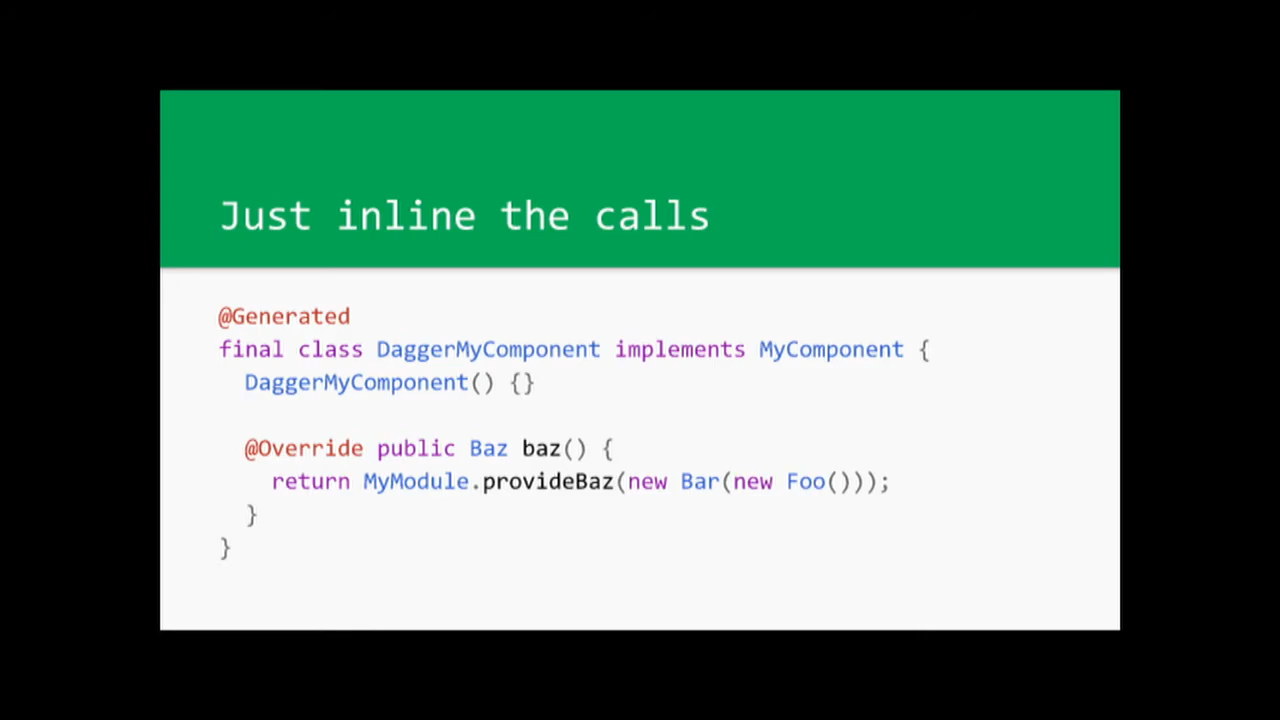 Just inline the calls
@Generated
final class DaggerMyComponent implements MyComponent {
  DaggerMyComponent() {}
  @Override public Baz baz() {
    return MyModule.provideBaz(new Bar(new Foo()));
  }
}